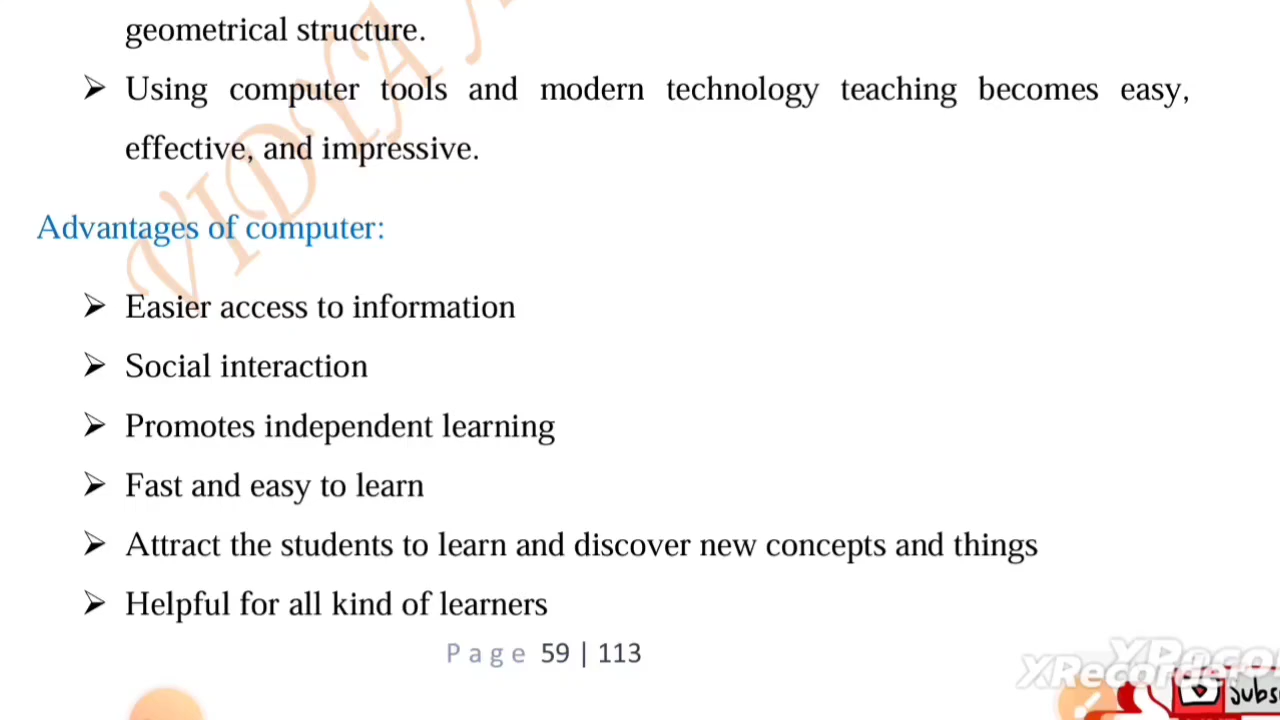 geometrical structure.
➢ Using computer tools and modern technology teaching becomes easy,
effective, and impressive.
Advantages of computer:
➢ Easier access to information
➢ Social interaction
➢ Promotes independent learning
➢ Fast and easy to learn
➢ Attract the students to learn and discover new concepts and things
➢ Helpful for all kind of learners
Page 59 | 113
VIDYA
XRecorder